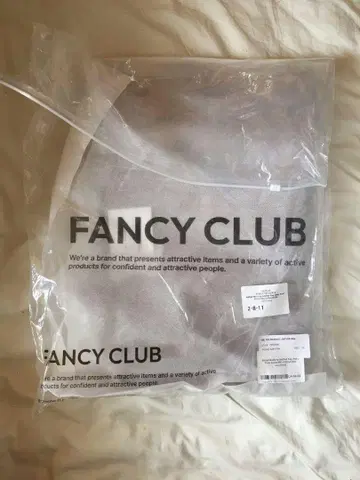 FANCY CLUB
We're a brand that presents attractive items and a variety of active
products for confident and attractive people.
2-8-11
FANCY CLUB
're a brand that presents attractive items and a variety of active
products for confident and attractive people.